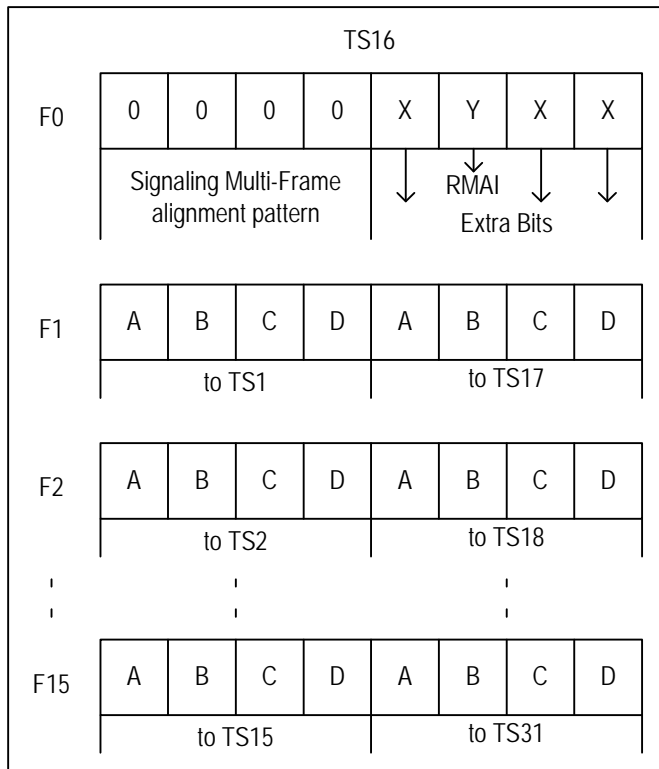 TS16
F0 0 0 0 0 X Y X X
Signaling Multi-Frame alignment pattern
RMAI
Extra Bits
F1 A B C D A B C D
to TS1 to TS17
F2 A B C D A B C D
to TS2 to TS18
F15 A B C D A B C D
to TS15 to TS31